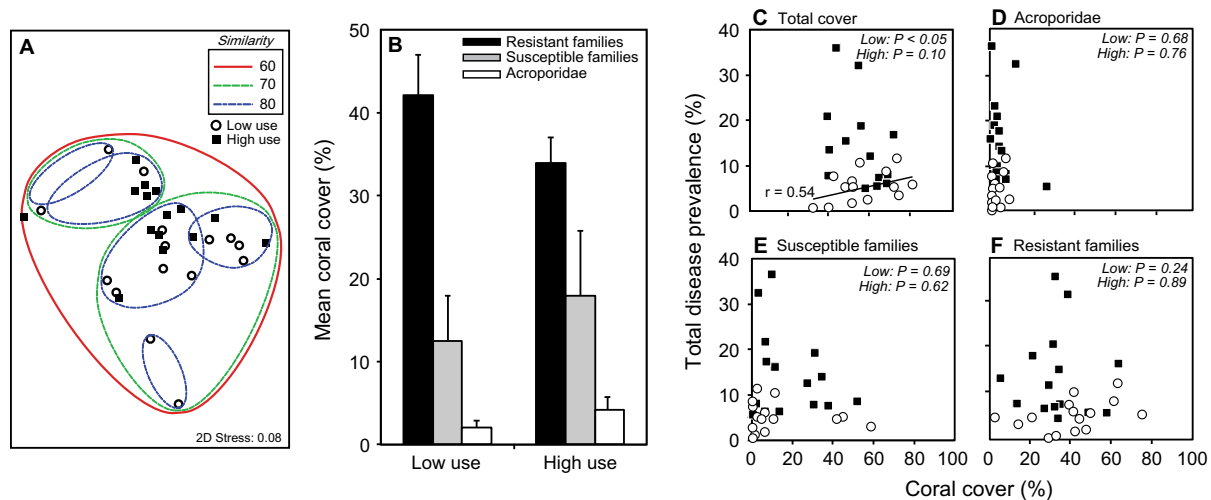 A
Similarity
60
70
80
Low use
High use
2D Stress: 0.08
B
Mean coral cover (%)
50
40
30
20
10
0
Resistant families
Susceptible families
Acroporidae
Low use
High use
Total disease prevalence (%)
C Total cover
Low: P < 0.05
High: P = 0.10
40
30
20
10
0
r = 0.54
D Acroporidae
Low: P = 0.68
High: P = 0.76
E Susceptible families
Low: P = 0.69
High: P = 0.62
40
30
20
10
0
0 20 40 60 80 100
F Resistant families
Low: P = 0.24
High: P = 0.89
0 20 40 60 80 100
Coral cover (%)